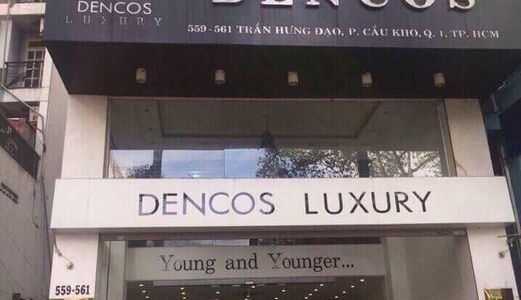 DENCOS
LUXURY
DENCOS
559-561 TRẦN HƯNG ĐẠO, P. CẦU KHO, Q. 1, TP. HCM
DENCOS LUXURY
Young and Younger...
559-561